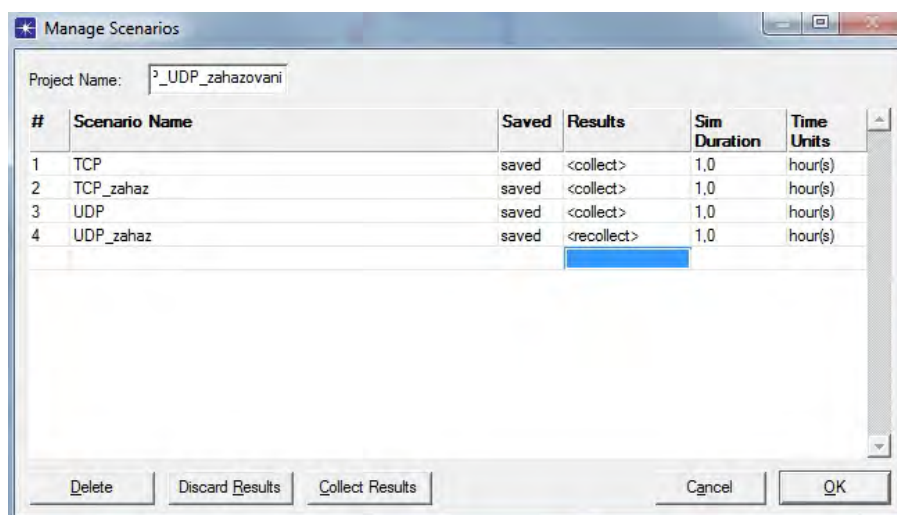 Manage Scenarios
Project Name: P_UDP_zahazovani
# Scenario Name Saved Results Sim Duration Time Units
1 TCP saved <collect> 1,0 hour(s)
2 TCP_zahaz saved <collect> 1,0 hour(s)
3 UDP saved <collect> 1,0 hour(s)
4 UDP_zahaz saved <recollect> 1,0 hour(s)
Delete Discard Results Collect Results Cancel OK